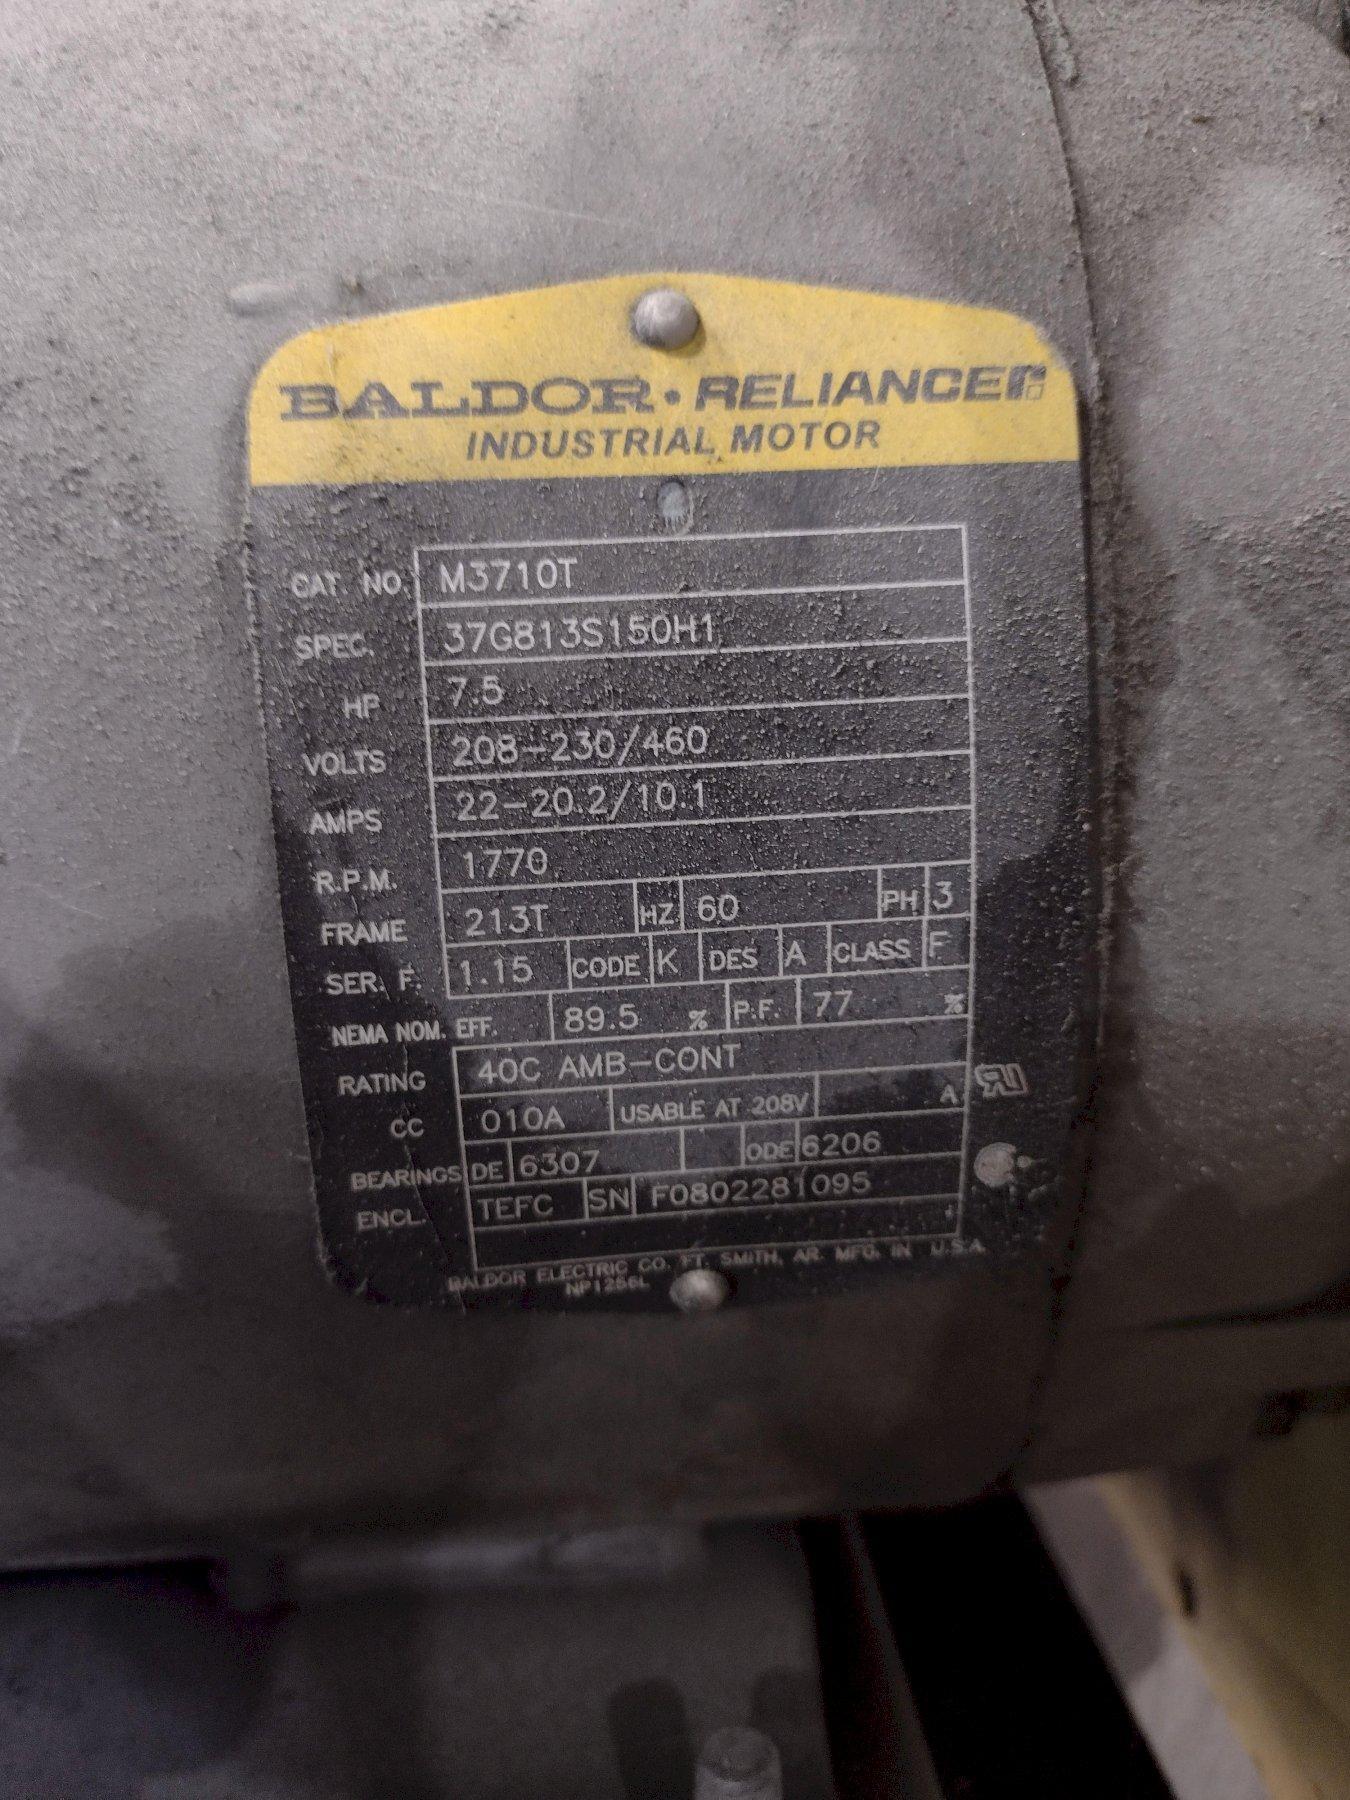 BALDOR • RELIANCE
INDUSTRIAL MOTOR
CAT. NO. M3710T
SPEC. 37G813S150H1
HP 7.5
VOLTS 208-230/460
AMPS 22-20.2/10.1
R.P.M. 1770
FRAME 213T HZ 60 PH 3
SER. F. 1.15 CODE K DES A CLASS F
NEMA NOM. EFF. 89.5 % P.F. 77 %
RATING 40C AMB-CONT
CC 010A USABLE AT 208V A
BEARINGS DE 6307 ODE 6206
ENCL. TEFC SN F0802281095
BALDOR ELECTRIC CO. FT. SMITH, AR. MFG. IN U.S.A.
NP1256L